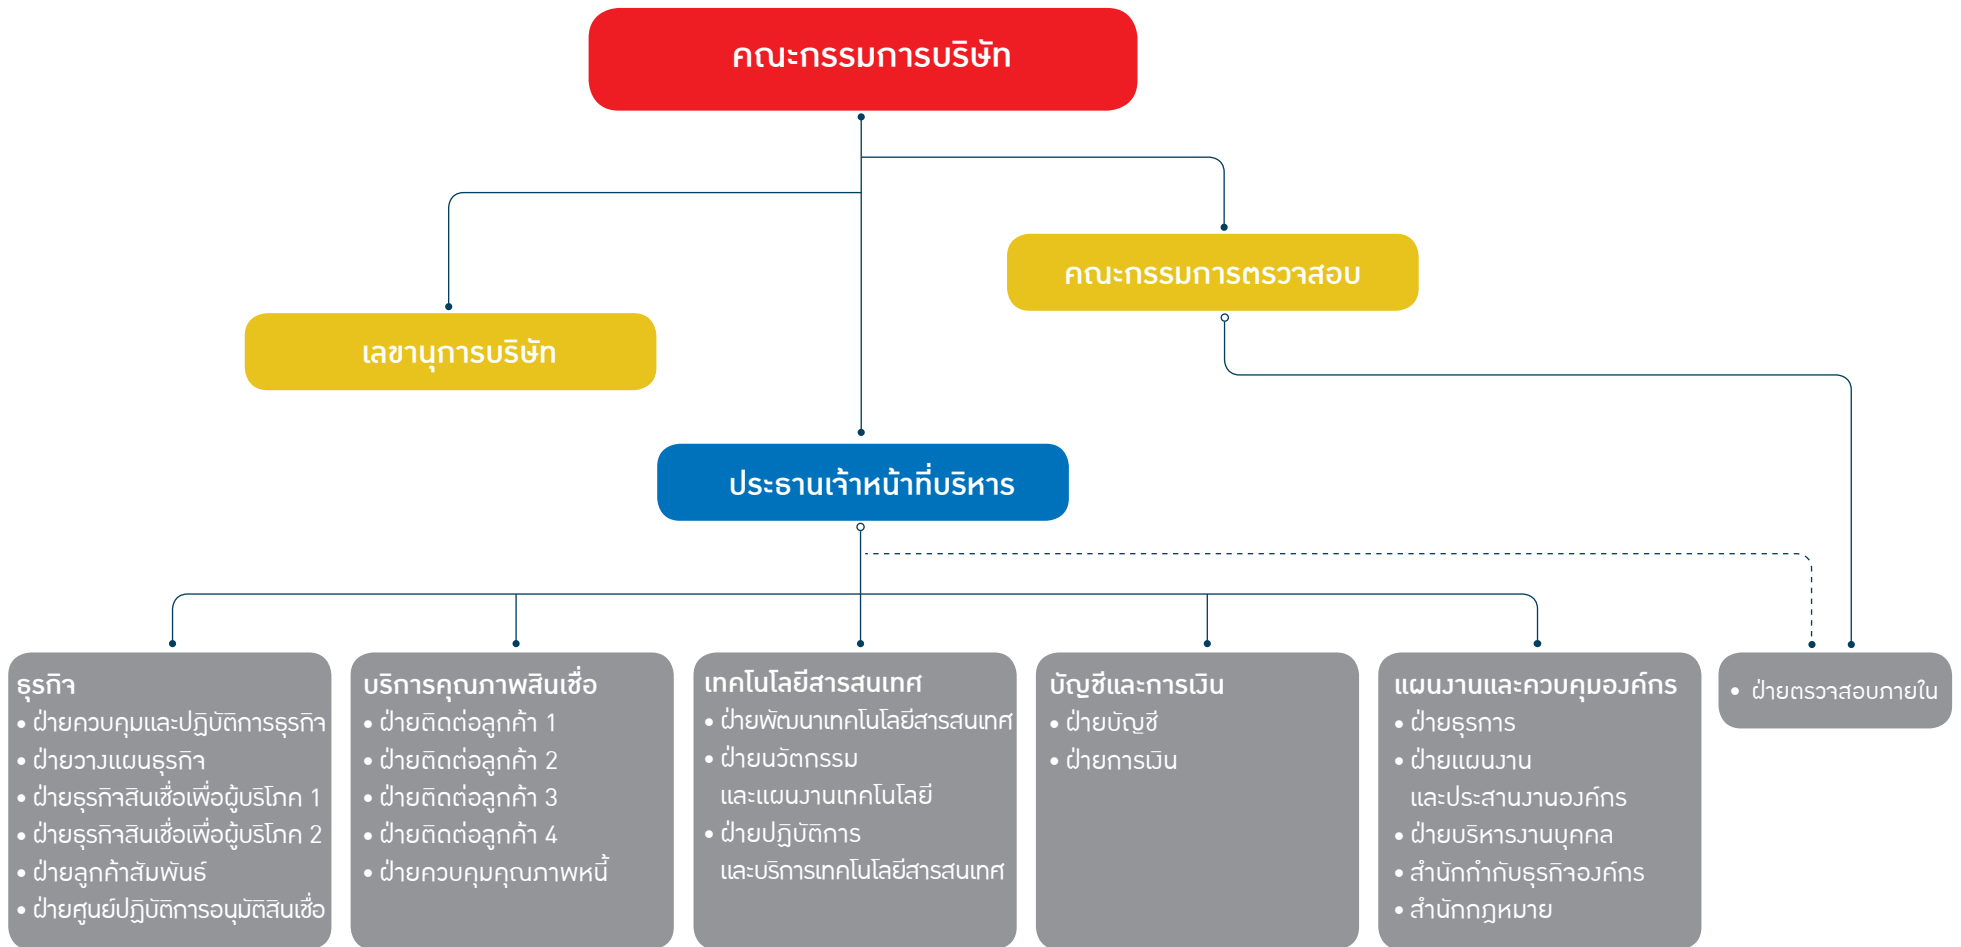 คณะกรรมการบริษัท
คณะกรรมการตรวจสอบ
เลขานุการบริษัท
ประธานเจ้าหน้าที่บริหาร
ธุรกิจ
• ฝ่ายควบคุมและปฏิบัติการธุรกิจ
• ฝ่ายวางแผนธุรกิจ
• ฝ่ายธุรกิจสินเชื่อเพื่อผู้บริโภค 1
• ฝ่ายธุรกิจสินเชื่อเพื่อผู้บริโภค 2
• ฝ่ายลูกค้าสัมพันธ์
• ฝ่ายศูนย์ปฏิบัติการอนุมัติสินเชื่อ
บริการคุณภาพสินเชื่อ
• ฝ่ายติดต่อลูกค้า 1
• ฝ่ายติดต่อลูกค้า 2
• ฝ่ายติดต่อลูกค้า 3
• ฝ่ายติดต่อลูกค้า 4
• ฝ่ายควบคุมคุณภาพหนี้
เทคโนโลยีสารสนเทศ
• ฝ่ายพัฒนาเทคโนโลยีสารสนเทศ
• ฝ่ายนวัตกรรม
และแผนงานเทคโนโลยี
• ฝ่ายปฏิบัติการ
และบริการเทคโนโลยีสารสนเทศ
บัญชีและการเงิน
• ฝ่ายบัญชี
• ฝ่ายการเงิน
แผนงานและควบคุมองค์กร
• ฝ่ายธุรการ
• ฝ่ายแผนงาน
และประสานงานองค์กร
• ฝ่ายบริหารงานบุคคล
• สำนักกำกับธุรกิจองค์กร
• สำนักกฎหมาย
• ฝ่ายตรวจสอบภายใน